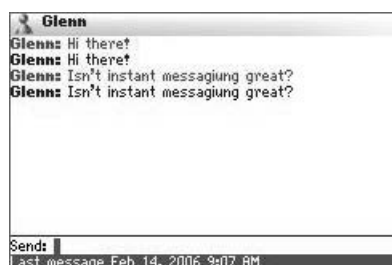 Glenn
Glenn: Hi there!
Glenn: Hi there!
Glenn: Isn't instant messagiung great?
Glenn: Isn't instant messagiung great?
Send:
Last message Feb 14, 2006 9:07 AM